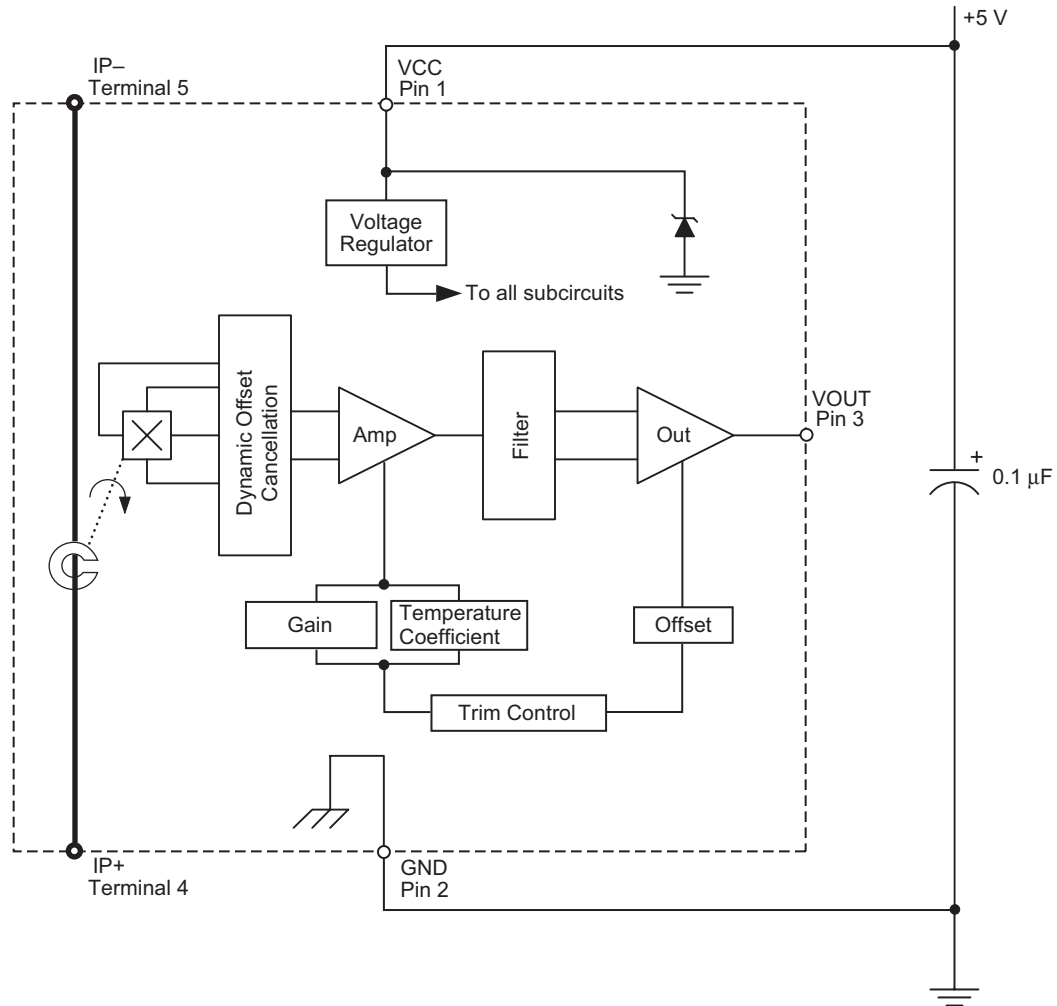 +5 V
IP–
Terminal 5
VCC
Pin 1
Voltage
Regulator
To all subcircuits
Dynamic Offset
Cancellation
Amp
Filter
Out
VOUT
Pin 3
+
0.1 μF
Gain
Temperature
Coefficient
Offset
Trim Control
IP+
Terminal 4
GND
Pin 2